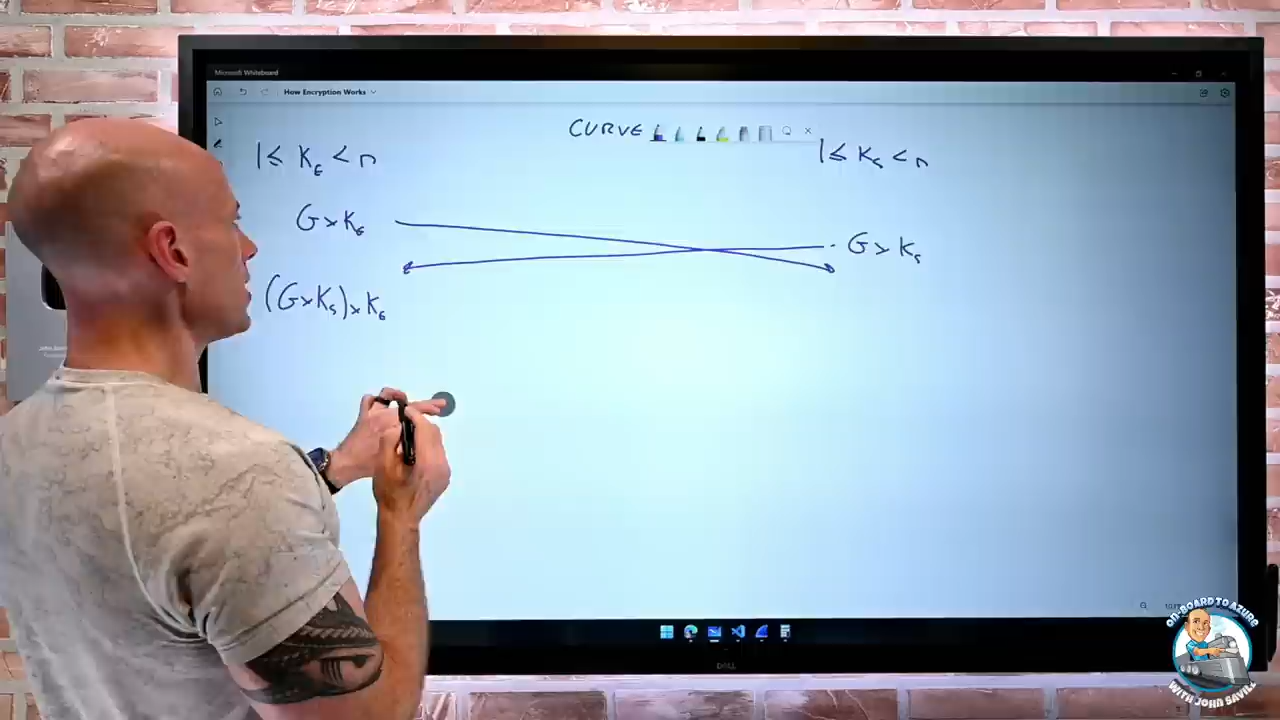 Microsoft Whiteboard
How Encryption Works
CURVE
1 ≤ K₆ < n
1 ≤ Kₛ < n
G×K₆
G×Kₛ
(G×Kₛ)×K₆
DELL
ON-BOARD TO AZURE
WITH JOHN SAVILL